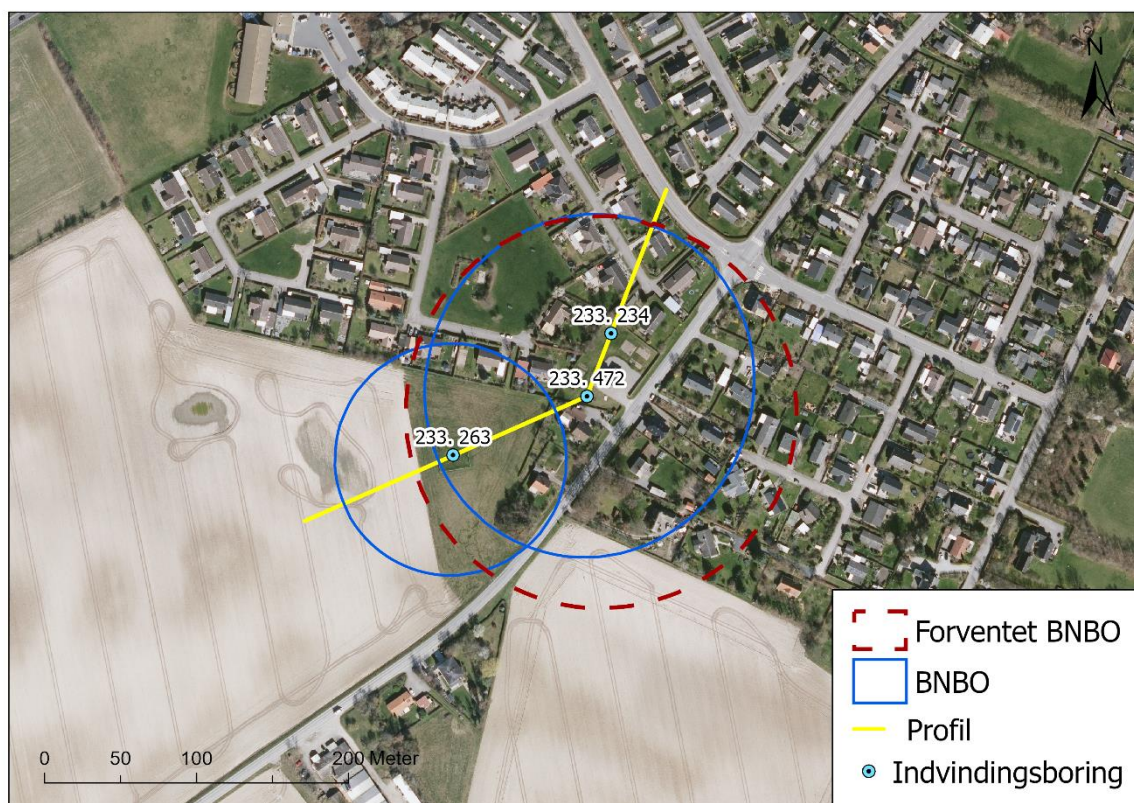 N
233. 234
233. 472
233. 263
Forventet BNBO
BNBO
Profil
Indvindingsboring
0 50 100 200 Meter